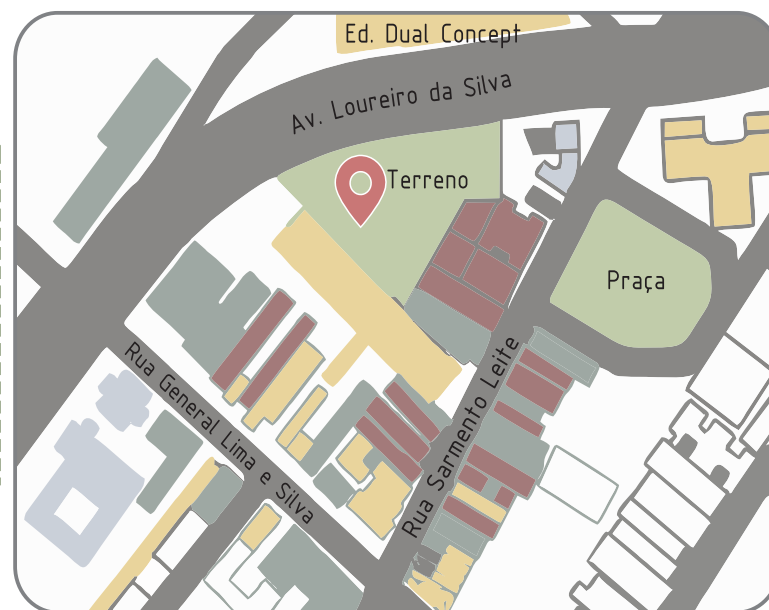 Ed. Dual Concept
Av. Loureiro da Silva
Terreno
Praça
Rua General Lima e Silva
Rua Sarmento Leite